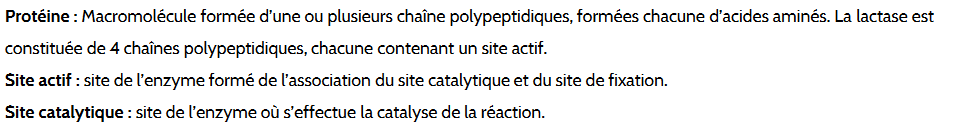 Protéine : Macromolécule formée d’une ou plusieurs chaîne polypeptidiques, formées chacune d’acides aminés. La lactase est
constituée de 4 chaînes polypeptidiques, chacune contenant un site actif.
Site actif : site de l’enzyme formé de l’association du site catalytique et du site de fixation.
Site catalytique : site de l’enzyme où s’effectue la catalyse de la réaction.